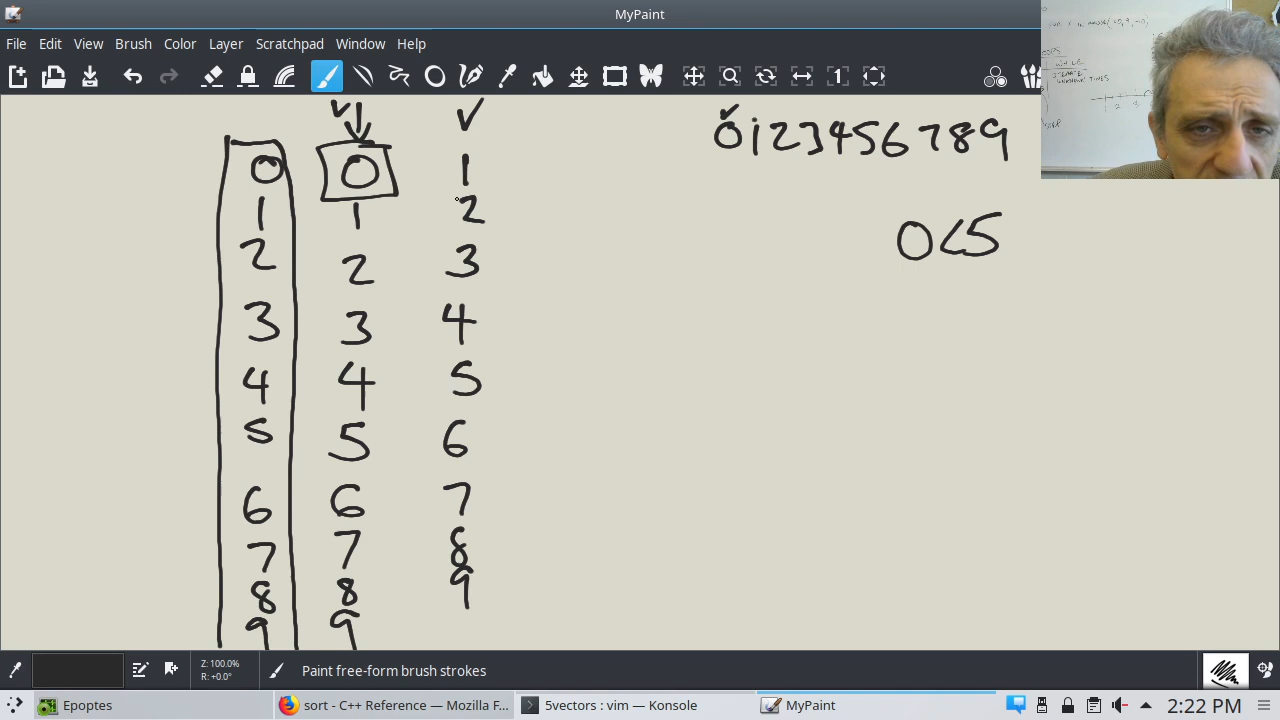 MyPaint
File Edit View Brush Color Layer Scratchpad Window Help
0 0 1
1 1 2
2 2 3
3 3 4
4 4 5
5 5 6
6 6 7
7 7 8
8 8 9
9 9
0123456789
0<5
Z: 100.0%
R: +0.0°
Paint free-form brush strokes
Epoptes
Sort - C++ Reference — Mozilla F...
5vectors : vim — Konsole
MyPaint
2:22 PM